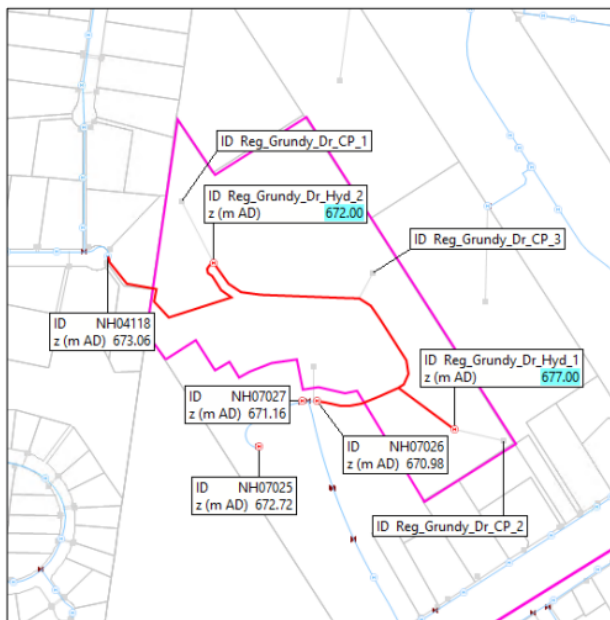 ID Reg_Grundy_Dr_CP_1
ID Reg_Grundy_Dr_Hyd_2
z (m AD) 672.00
ID Reg_Grundy_Dr_CP_3
ID NH04118
z (m AD) 673.06
ID Reg_Grundy_Dr_Hyd_1
z (m AD) 677.00
ID NH07027
z (m AD) 671.16
ID NH07026
z (m AD) 670.98
ID NH07025
z (m AD) 672.72
ID Reg_Grundy_Dr_CP_2